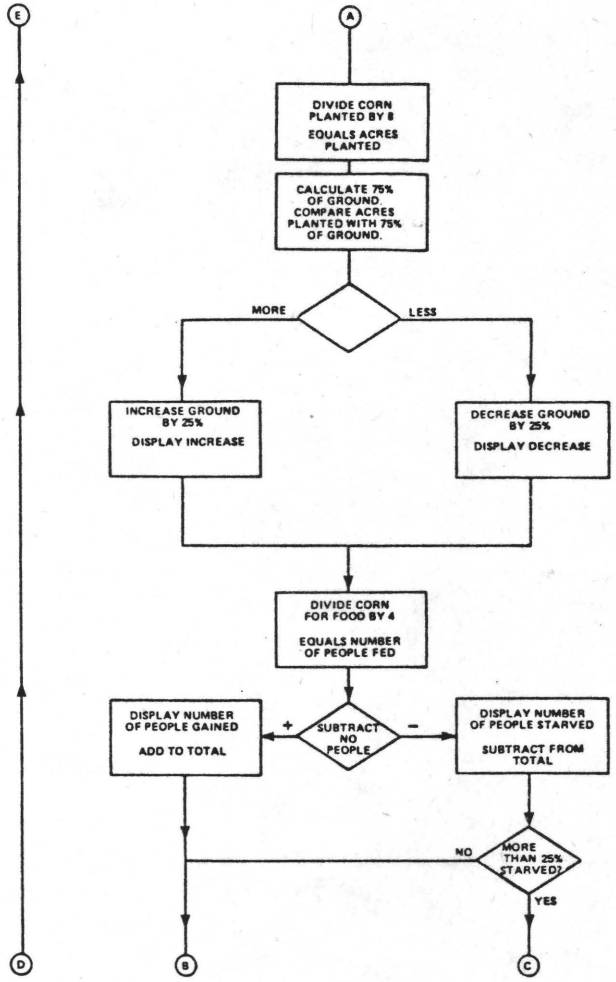 E
A
DIVIDE CORN
PLANTED BY 8
EQUALS ACRES
PLANTED
CALCULATE 75%
OF GROUND.
COMPARE ACRES
PLANTED WITH 75%
OF GROUND.
MORE
LESS
INCREASE GROUND
BY 25%
DISPLAY INCREASE
DECREASE GROUND
BY 25%
DISPLAY DECREASE
DIVIDE CORN
FOR FOOD BY 4
EQUALS NUMBER
OF PEOPLE FED
DISPLAY NUMBER
OF PEOPLE GAINED
ADD TO TOTAL
+
SUBTRACT
NO
PEOPLE
−
DISPLAY NUMBER
OF PEOPLE STARVED
SUBTRACT FROM
TOTAL
NO
MORE
THAN 25%
STARVED?
YES
D
B
C